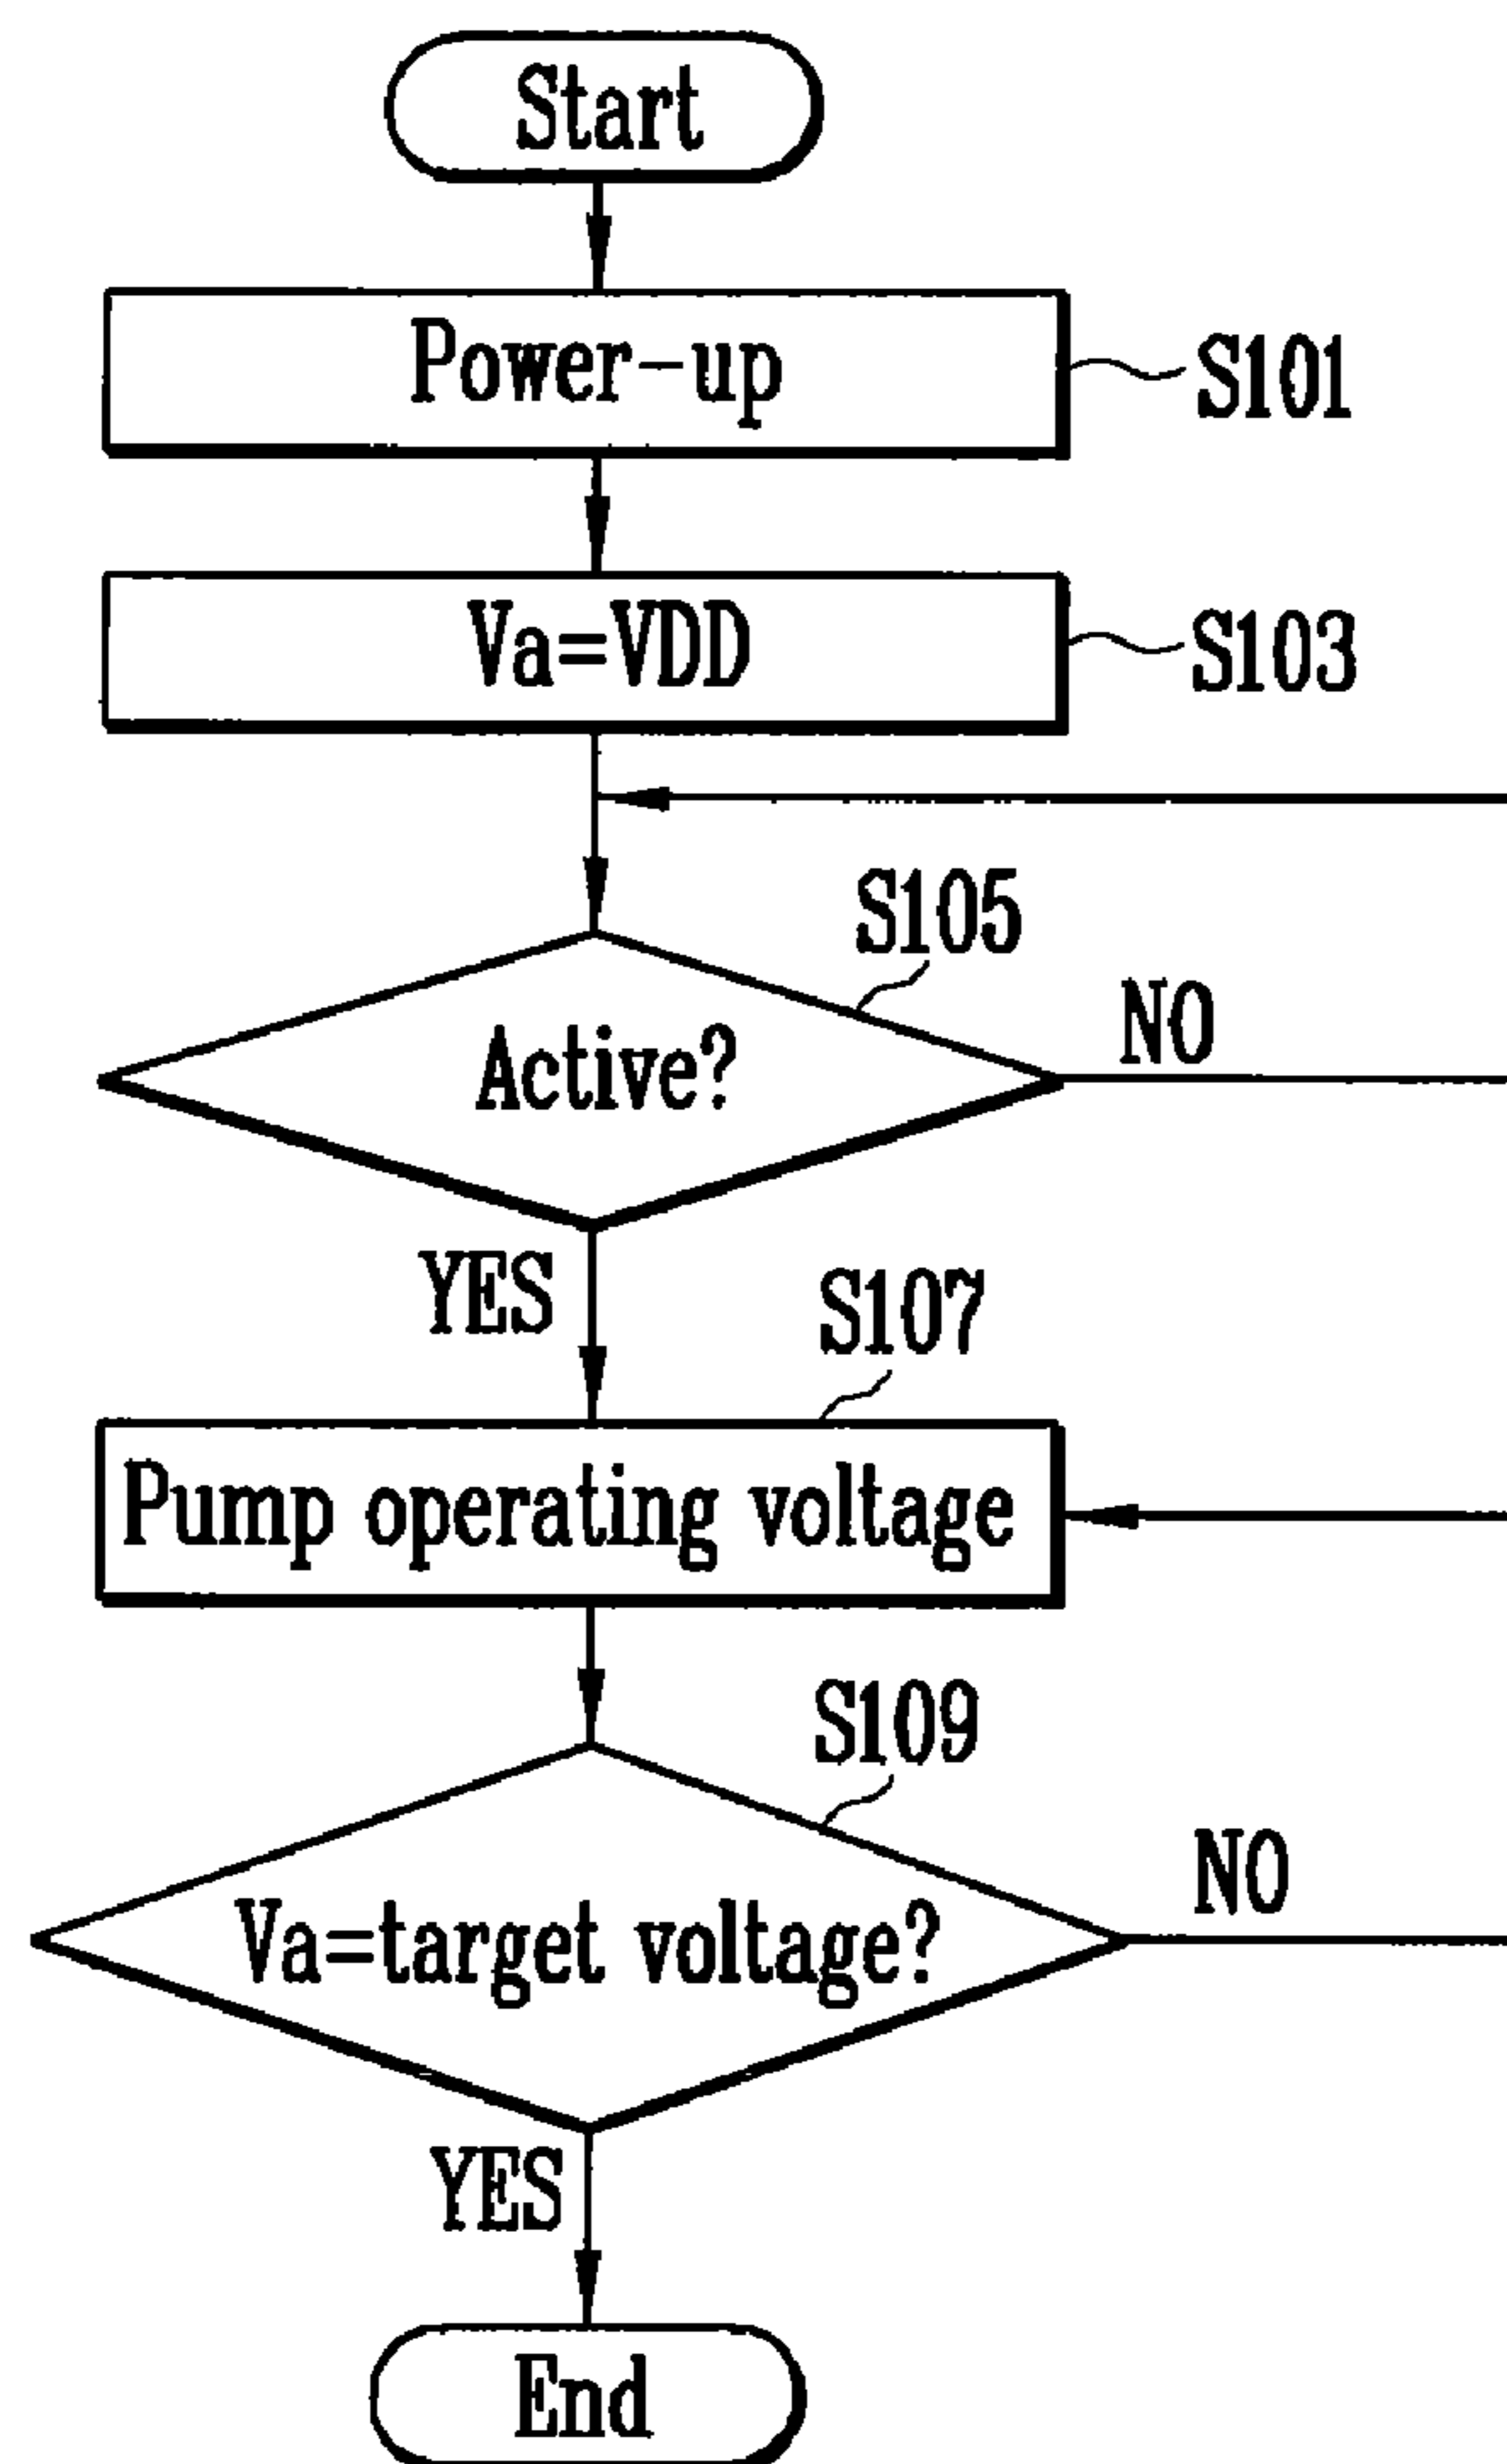 Start
Power-up
S101
Va=VDD
S103
S105
Active?
NO
YES
S107
Pump operating voltage
S109
Va=target voltage?
NO
YES
End